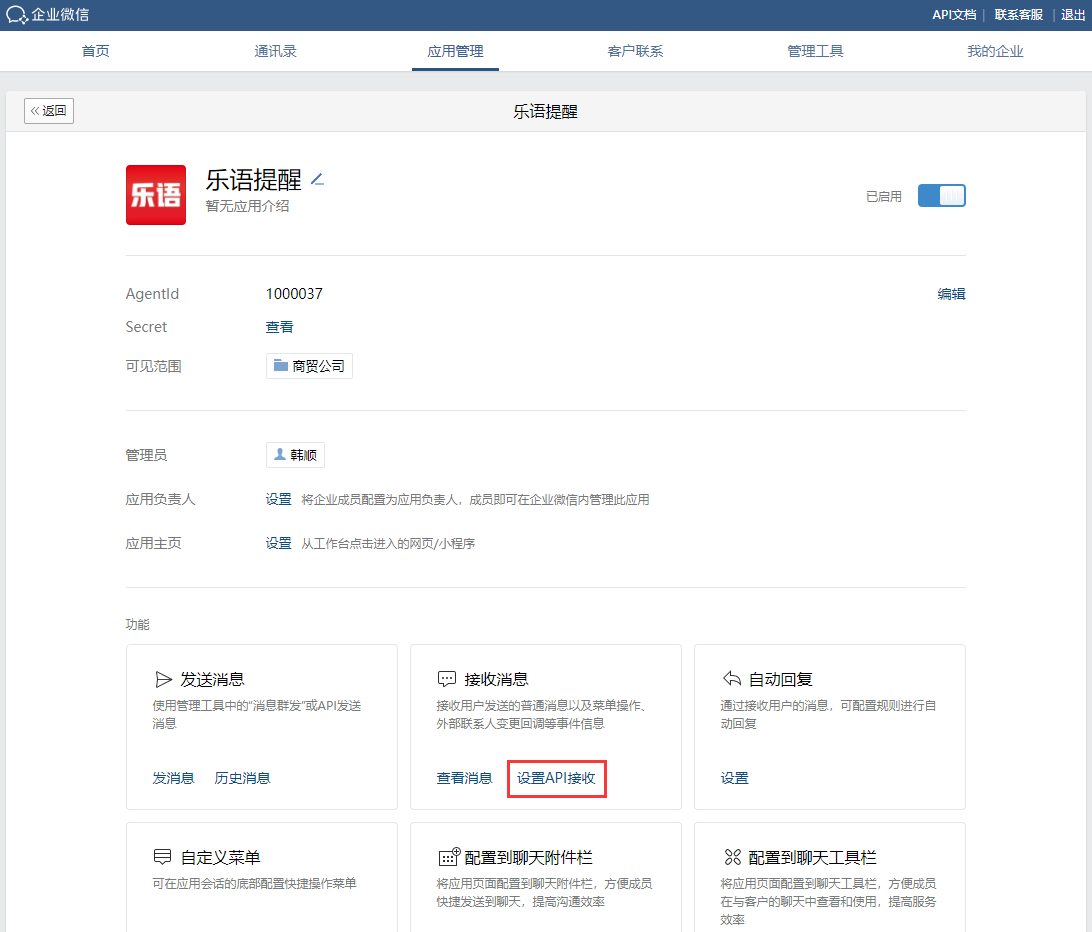 企业微信
API文档 | 联系客服 | 退出
首页 通讯录 应用管理 客户联系 管理工具 我的企业
«返回 乐语提醒
乐语
乐语提醒
暂无应用介绍
已启用
AgentId 1000037 编辑
Secret 查看
可见范围 商贸公司
管理员 韩顺
应用负责人 设置 将企业成员配置为应用负责人，成员即可在企业微信内管理此应用
应用主页 设置 从工作台点击进入的网页/小程序
功能
发送消息
使用管理工具中的“消息群发”或API发送
消息
发消息 历史消息
接收消息
接收用户发送的普通消息以及菜单操作、
外部联系人变更回调等事件信息
查看消息 设置API接收
自动回复
通过接收用户的消息，可配置规则进行自
动回复
设置
自定义菜单
可在应用会话的底部配置快捷操作菜单
配置到聊天附件栏
将应用页面配置到聊天附件栏，方便成员
快捷发送到聊天，提高沟通效率
配置到聊天工具栏
将应用页面配置到聊天工具栏，方便成员
在与客户的聊天中查看和使用，提高服务
效率